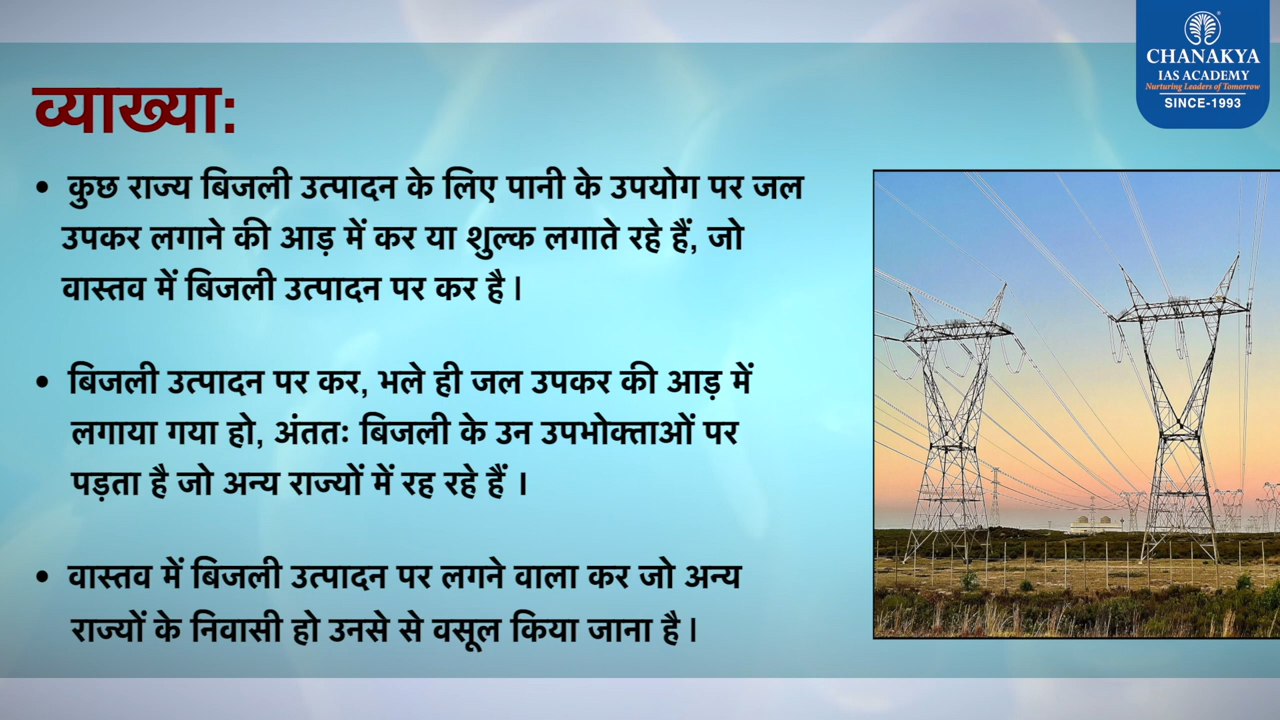 CHANAKYA
IAS ACADEMY
Nurturing Leaders of Tomorrow
SINCE-1993
व्याख्या:
• कुछ राज्य बिजली उत्पादन के लिए पानी के उपयोग पर जल
उपकर लगाने की आड़ में कर या शुल्क लगाते रहे हैं, जो
वास्तव में बिजली उत्पादन पर कर है।
• बिजली उत्पादन पर कर, भले ही जल उपकर की आड़ में
लगाया गया हो, अंततः बिजली के उन उपभोक्ताओं पर
पड़ता है जो अन्य राज्यों में रह रहे हैं ।
• वास्तव में बिजली उत्पादन पर लगने वाला कर जो अन्य
राज्यों के निवासी हो उनसे से वसूल किया जाना है।